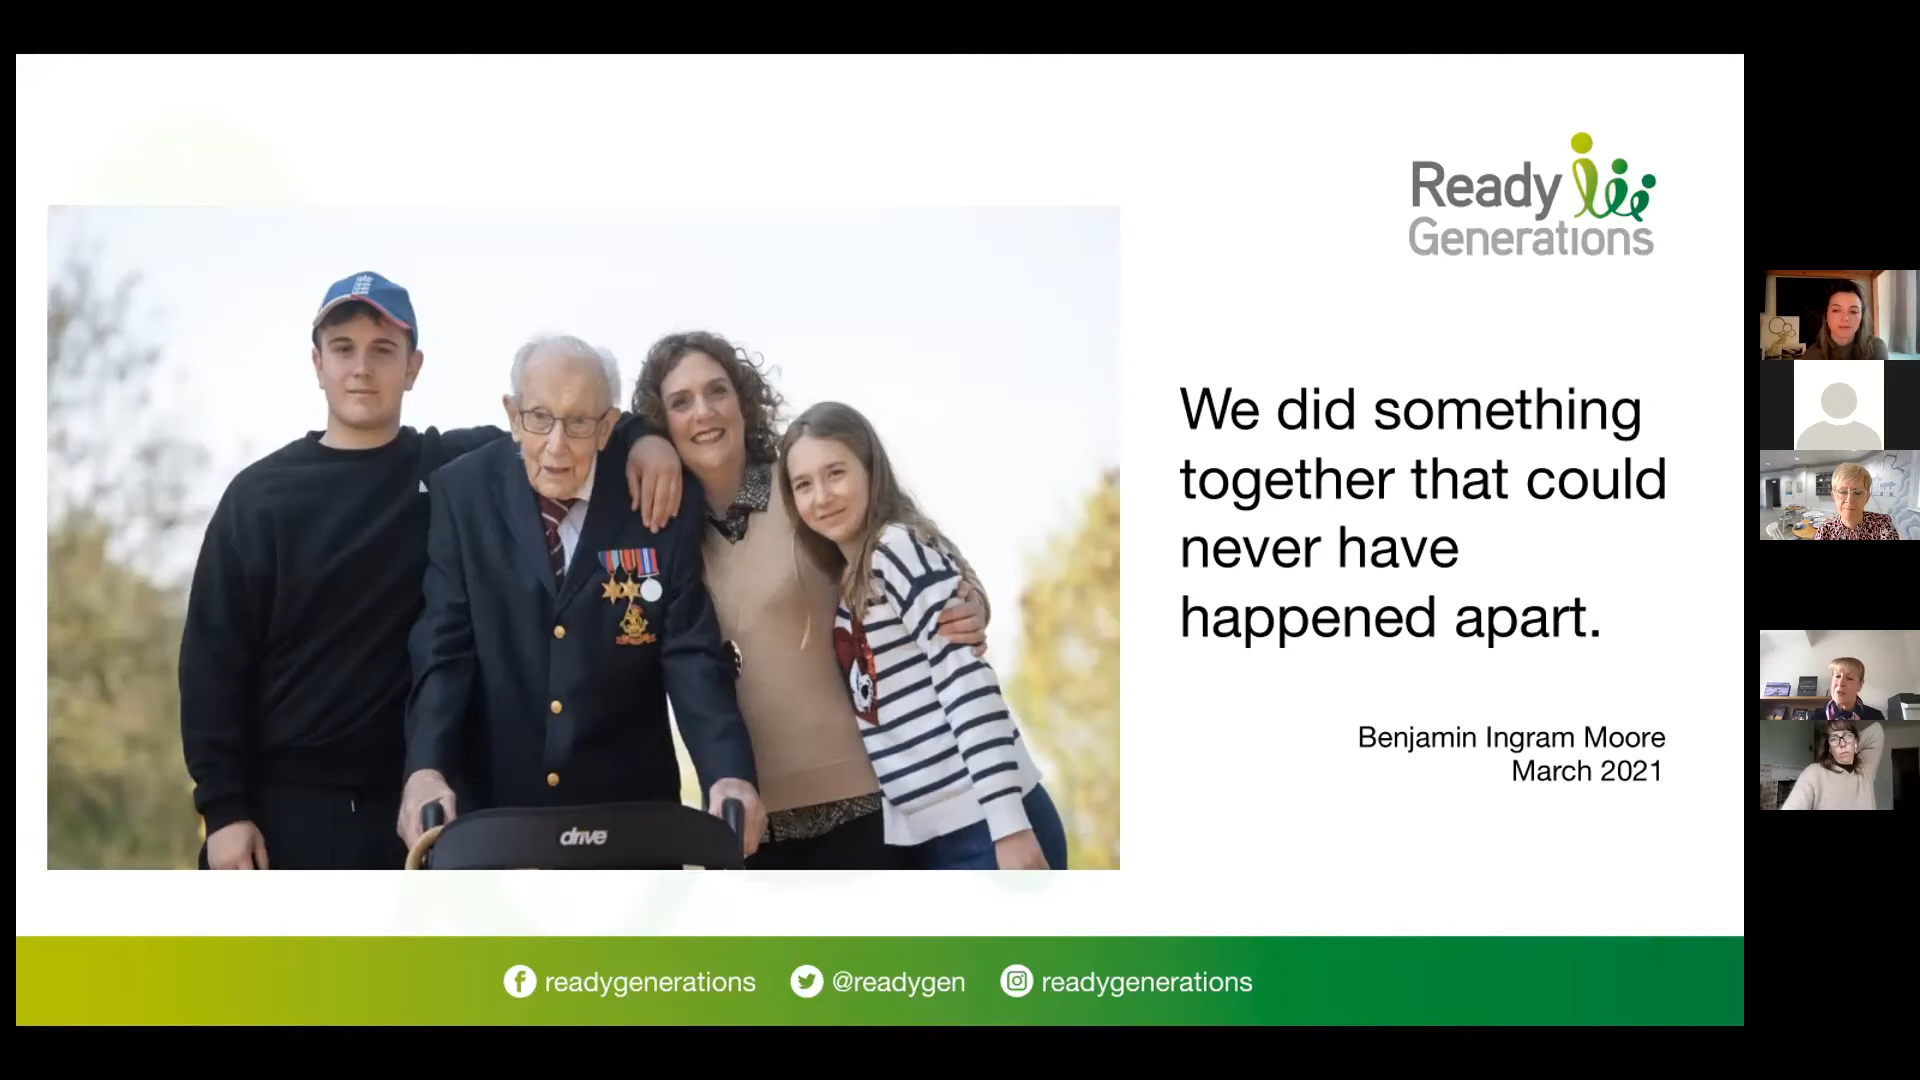 Ready
Generations
We did something
together that could
never have
happened apart.
Benjamin Ingram Moore
March 2021
drive
readygenerations
@readygen
readygenerations